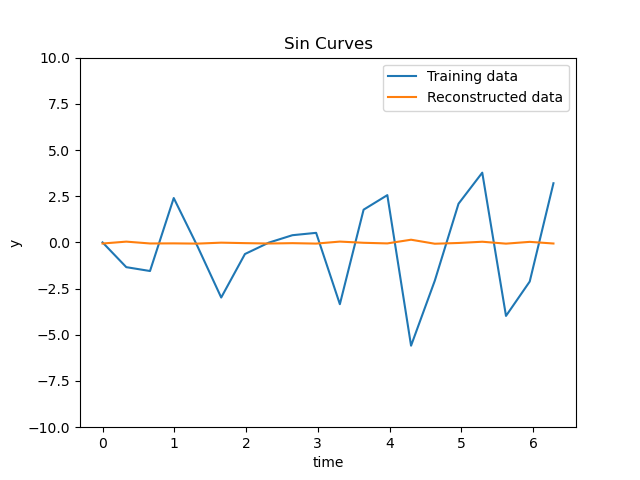 Sin Curves
Training data
Reconstructed data
10.0
7.5
5.0
2.5
0.0
−2.5
−5.0
−7.5
−10.0
y
0 1 2 3 4 5 6
time